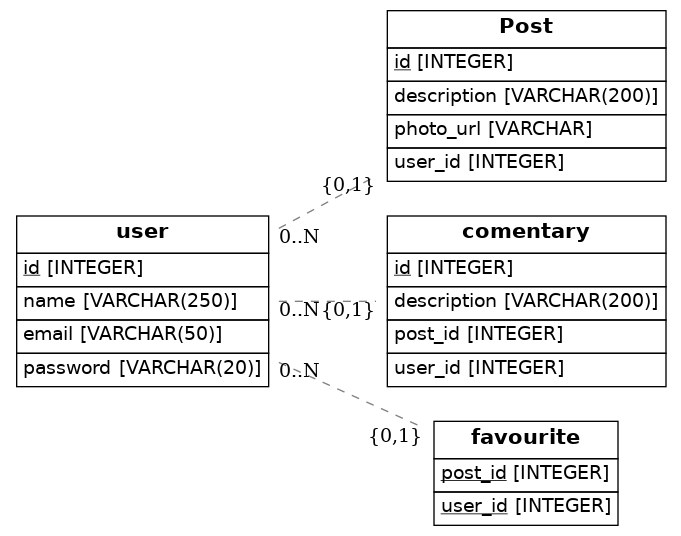 Post
id [INTEGER]
description [VARCHAR(200)]
photo_url [VARCHAR]
user_id [INTEGER]
{0,1}
0..N
user
id [INTEGER]
name [VARCHAR(250)]
email [VARCHAR(50)]
password [VARCHAR(20)]
comentary
id [INTEGER]
description [VARCHAR(200)]
post_id [INTEGER]
user_id [INTEGER]
0..N{0,1}
0..N
{0,1}
favourite
post_id [INTEGER]
user_id [INTEGER]